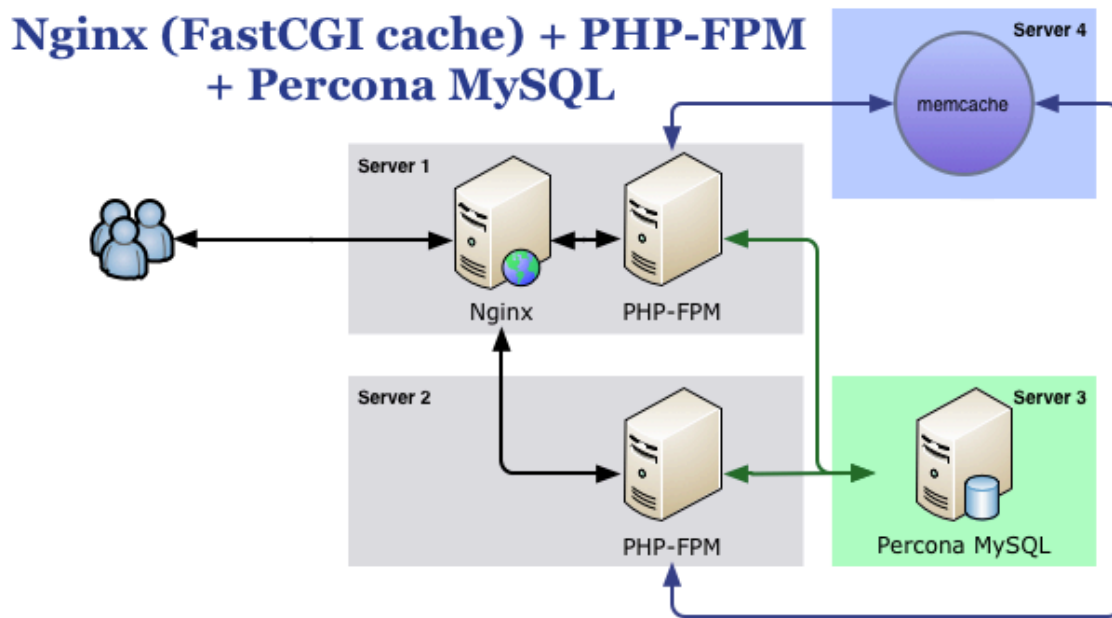 Nginx (FastCGI cache) + PHP-FPM
+ Percona MySQL
Server 4
memcache
Server 1
Nginx
PHP-FPM
Server 2
PHP-FPM
Server 3
Percona MySQL